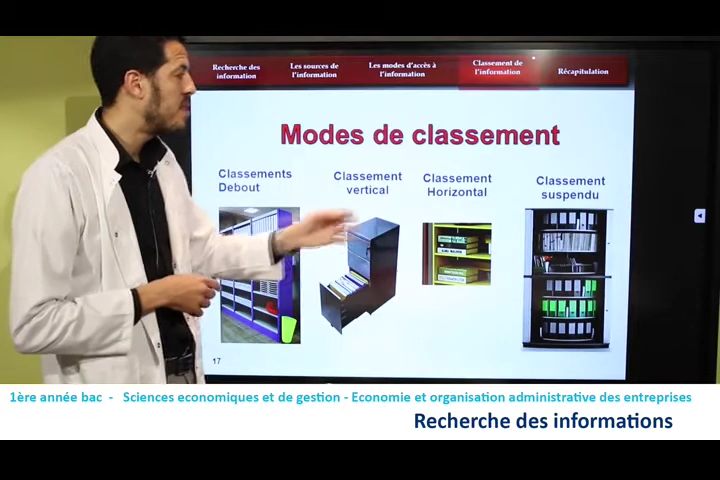 Recherche des
information
Les sources de
l'information
Les modes d'accès à
l'information
Classement de
l'information
Récapitulation
Modes de classement
Classements
Debout
Classement
vertical
Classement
Horizontal
Classement
suspendu
17
1ère année bac - Sciences economiques et de gestion - Economie et organisation administrative des entreprises
Recherche des informations